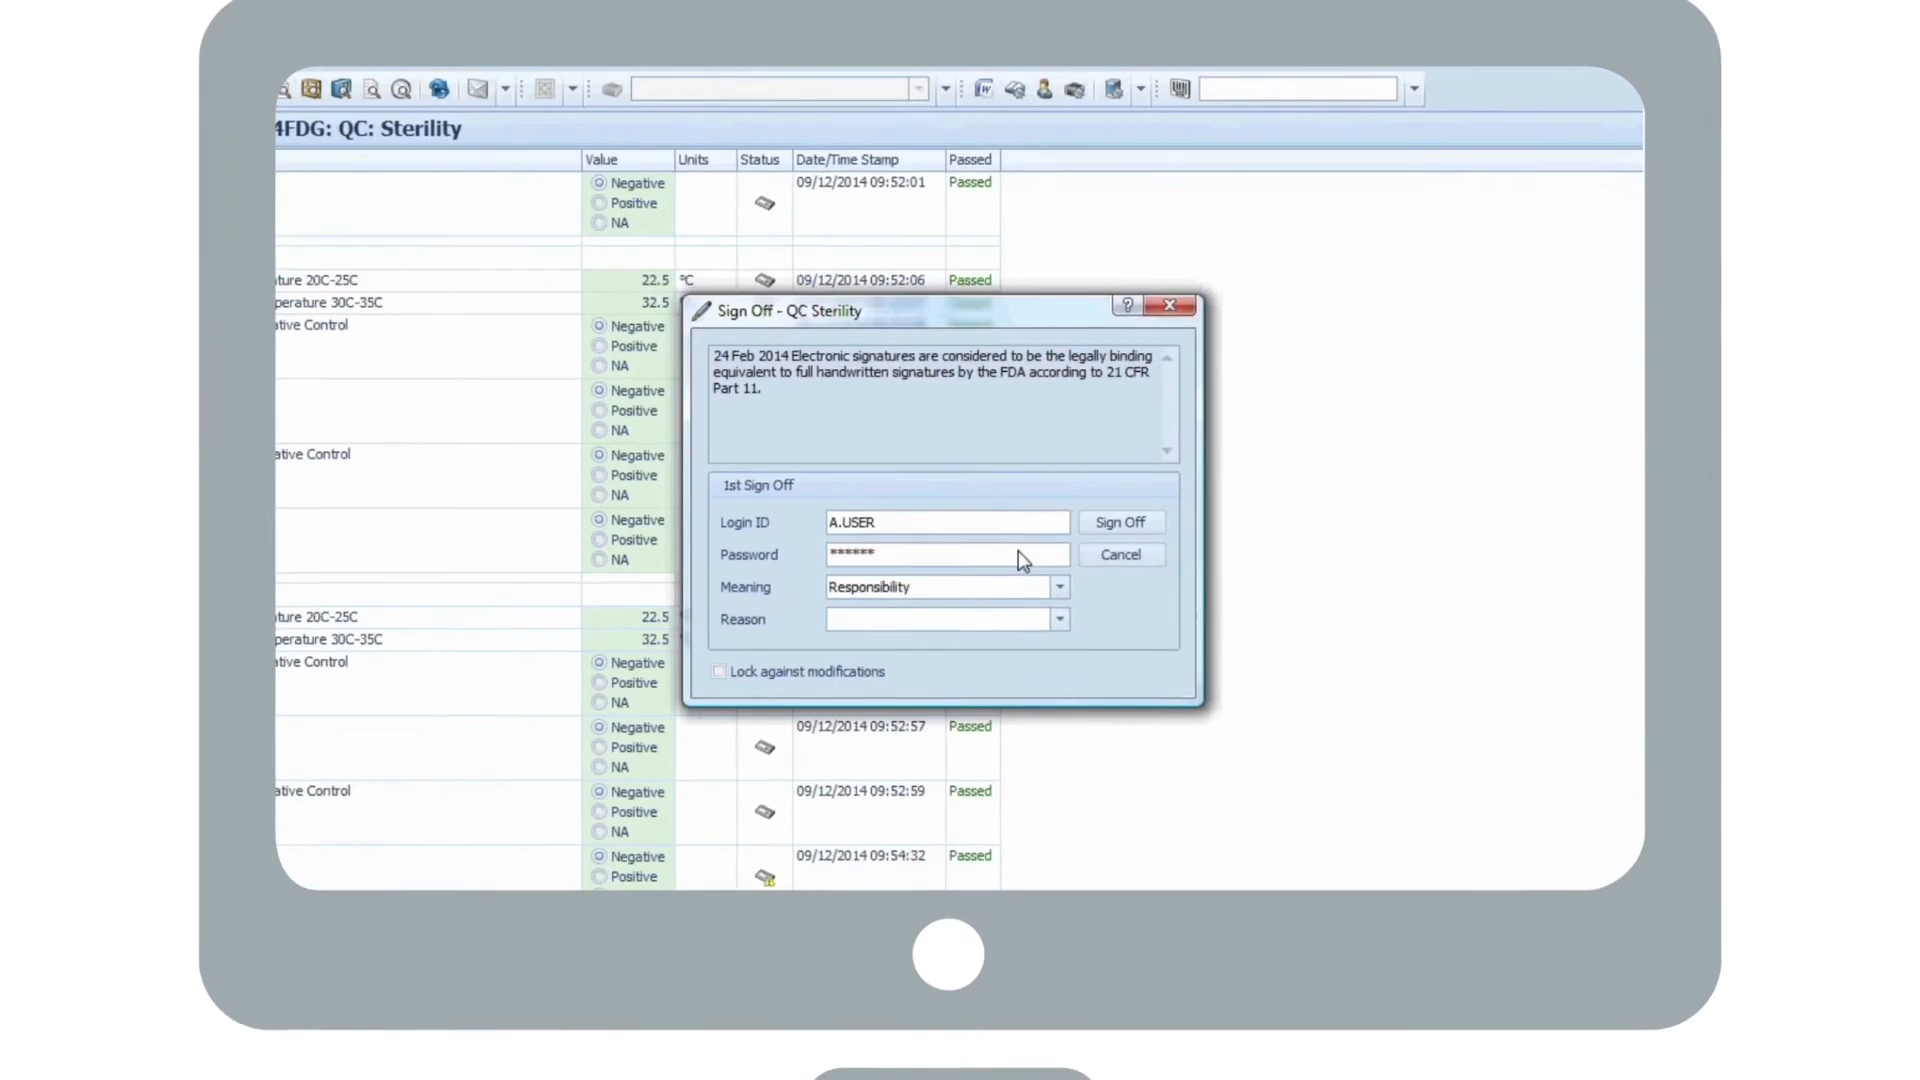 4FDG: QC: Sterility
Value Units Status Date/Time Stamp Passed
Negative 09/12/2014 09:52:01 Passed
Positive
NA
ture 20C-25C 22.5 °C 09/12/2014 09:52:06 Passed
perature 30C-35C 32.5
ative Control Negative
Positive
NA
Negative
Positive
NA
ative Control Negative
Positive
NA
Negative
Positive
NA
ture 20C-25C 22.5
perature 30C-35C 32.5
ative Control Negative
Positive
NA
Negative 09/12/2014 09:52:57 Passed
Positive
NA
ative Control Negative 09/12/2014 09:52:59 Passed
Positive
NA
Negative 09/12/2014 09:54:32 Passed
Positive
Sign Off - QC Sterility
24 Feb 2014 Electronic signatures are considered to be the legally binding
equivalent to full handwritten signatures by the FDA according to 21 CFR
Part 11.
1st Sign Off
Login ID A.USER Sign Off
Password ****** Cancel
Meaning Responsibility
Reason
Lock against modifications